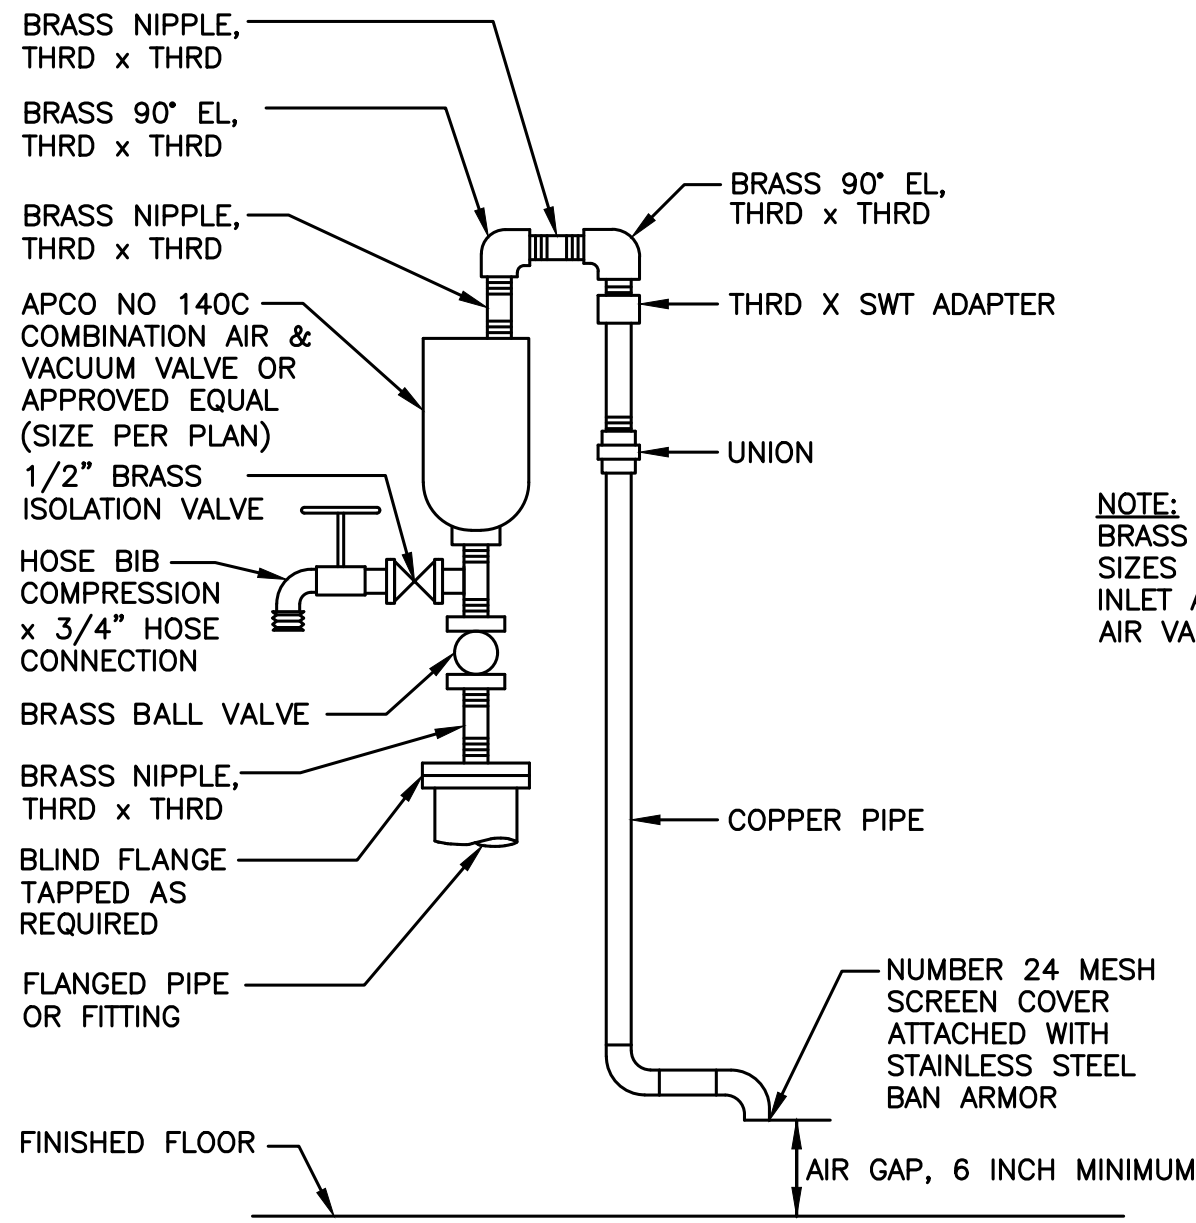 BRASS NIPPLE,
THRD x THRD
BRASS 90° EL,
THRD x THRD
BRASS NIPPLE,
THRD x THRD
APCO NO 140C
COMBINATION AIR &
VACUUM VALVE OR
APPROVED EQUAL
(SIZE PER PLAN)
1/2" BRASS
ISOLATION VALVE
HOSE BIB
COMPRESSION
x 3/4" HOSE
CONNECTION
BRASS BALL VALVE
BRASS NIPPLE,
THRD x THRD
BLIND FLANGE
TAPPED AS
REQUIRED
FLANGED PIPE
OR FITTING
FINISHED FLOOR
BRASS 90° EL,
THRD x THRD
THRD X SWT ADAPTER
UNION
COPPER PIPE
NUMBER 24 MESH
SCREEN COVER
ATTACHED WITH
STAINLESS STEEL
BAN ARMOR
AIR GAP, 6 INCH MINIMUM
NOTE:
BRASS
SIZES
INLET
AIR